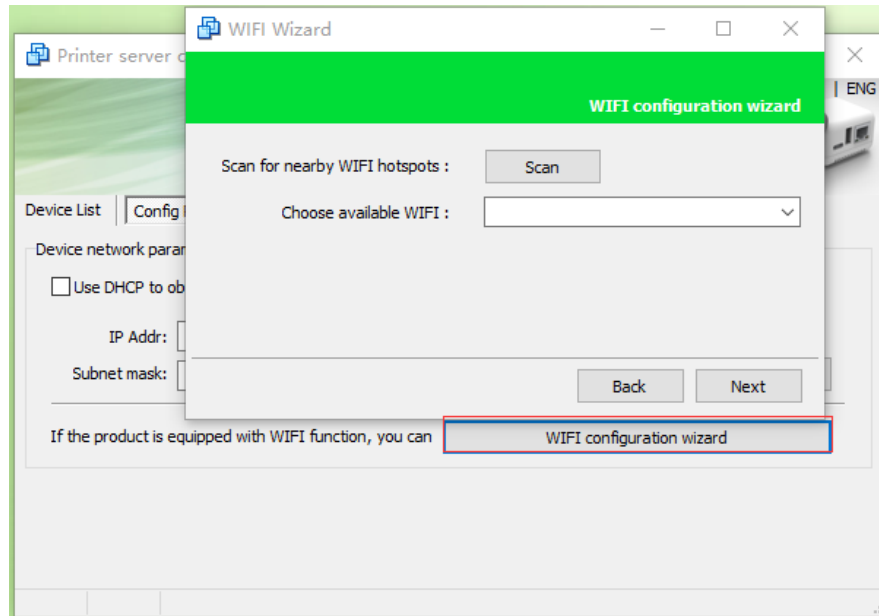 WIFI Wizard
Printer server
| ENG
WIFI configuration wizard
Scan for nearby WIFI hotspots : Scan
Device List Config
Choose available WIFI :
Device network
Use DHCP to
IP Addr:
Subnet mask:
Back Next
If the product is equipped with WIFI function, you can WIFI configuration wizard